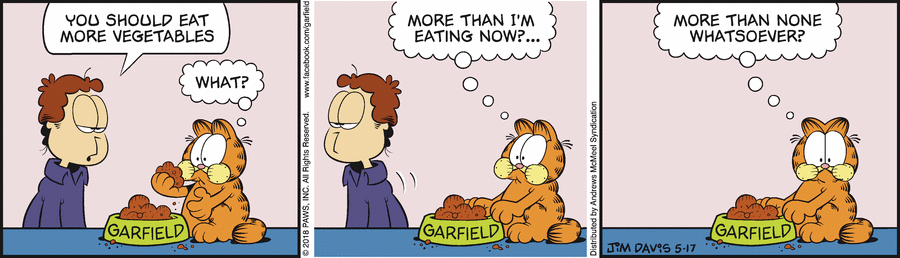 YOU SHOULD EAT
MORE VEGETABLES
WHAT?
GARFIELD
© 2018 PAWS, INC. All Rights Reserved.
www.facebook.com/garfield
MORE THAN I'M
EATING NOW?...
GARFIELD
Distributed by Andrews McMeel Syndication
MORE THAN NONE
WHATSOEVER?
GARFIELD
JIM DAVIS 5-17